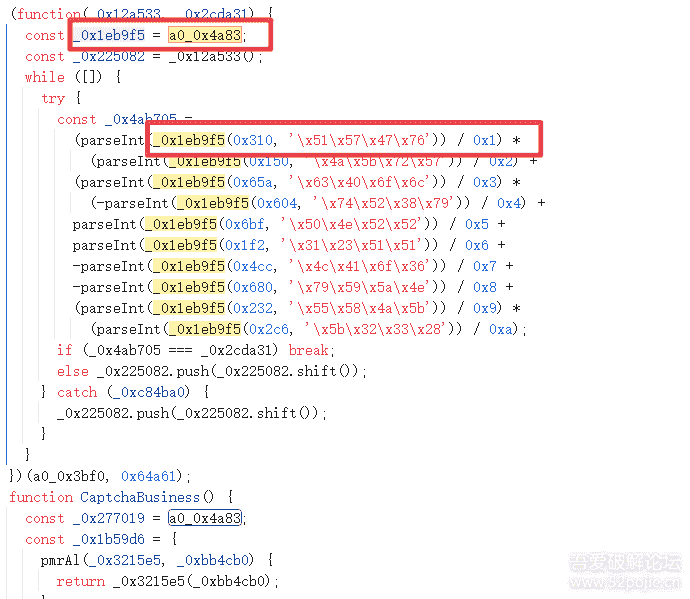 (function(_0x12a533, _0x2cda31) {
const _0x1eb9f5 = a0_0x4a83;
const _0x225082 = _0x12a533();
while ([]) {
try {
const _0x4ab705 =
(parseInt(_0x1eb9f5(0x310, '\x51\x57\x47\x76')) / 0x1) *
(parseInt(_0x1eb9f5(0x150, '\x4a\x5b\x72\x57')) / 0x2) +
(parseInt(_0x1eb9f5(0x65a, '\x63\x40\x6f\x6c')) / 0x3) *
(-parseInt(_0x1eb9f5(0x604, '\x74\x52\x38\x79')) / 0x4) +
parseInt(_0x1eb9f5(0x6bf, '\x50\x4e\x52\x52')) / 0x5 +
parseInt(_0x1eb9f5(0x1f2, '\x31\x23\x51\x51')) / 0x6 +
-parseInt(_0x1eb9f5(0x4cc, '\x4c\x41\x6f\x36')) / 0x7 +
-parseInt(_0x1eb9f5(0x680, '\x79\x59\x5a\x4e')) / 0x8 +
(parseInt(_0x1eb9f5(0x232, '\x55\x58\x4a\x5b')) / 0x9) *
(parseInt(_0x1eb9f5(0x2c6, '\x5b\x32\x33\x28')) / 0xa);
if (_0x4ab705 === _0x2cda31) break;
else _0x225082.push(_0x225082.shift());
} catch (_0xc84ba0) {
_0x225082.push(_0x225082.shift());
}
}
})(a0_0x3bf0, 0x64a61);
function CaptchaBusiness() {
const _0x277019 = a0_0x4a83;
const _0x1b59d6 = {
pmrAl(_0x3215e5, _0xbb4cb0) {
return _0x3215e5(_0xbb4cb0);
吾爱破解论坛
www.52pojie.cn